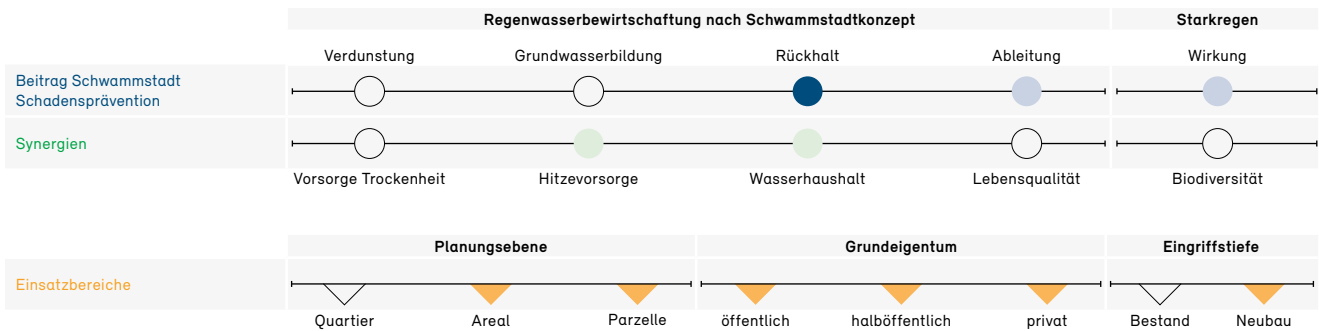 Regenwasserbewirtschaftung nach Schwammstadtkonzept Starkregen
Verdunstung Grundwasserbildung Rückhalt Ableitung Wirkung
Beitrag Schwammstadt
Schadensprävention
Synergien
Vorsorge Trockenheit Hitzevorsorge Wasserhaushalt Lebensqualität Biodiversität
Planungsebene Grundeigentum Eingriffstiefe
Einsatzbereiche
Quartier Areal Parzelle öffentlich halböffentlich privat Bestand Neubau